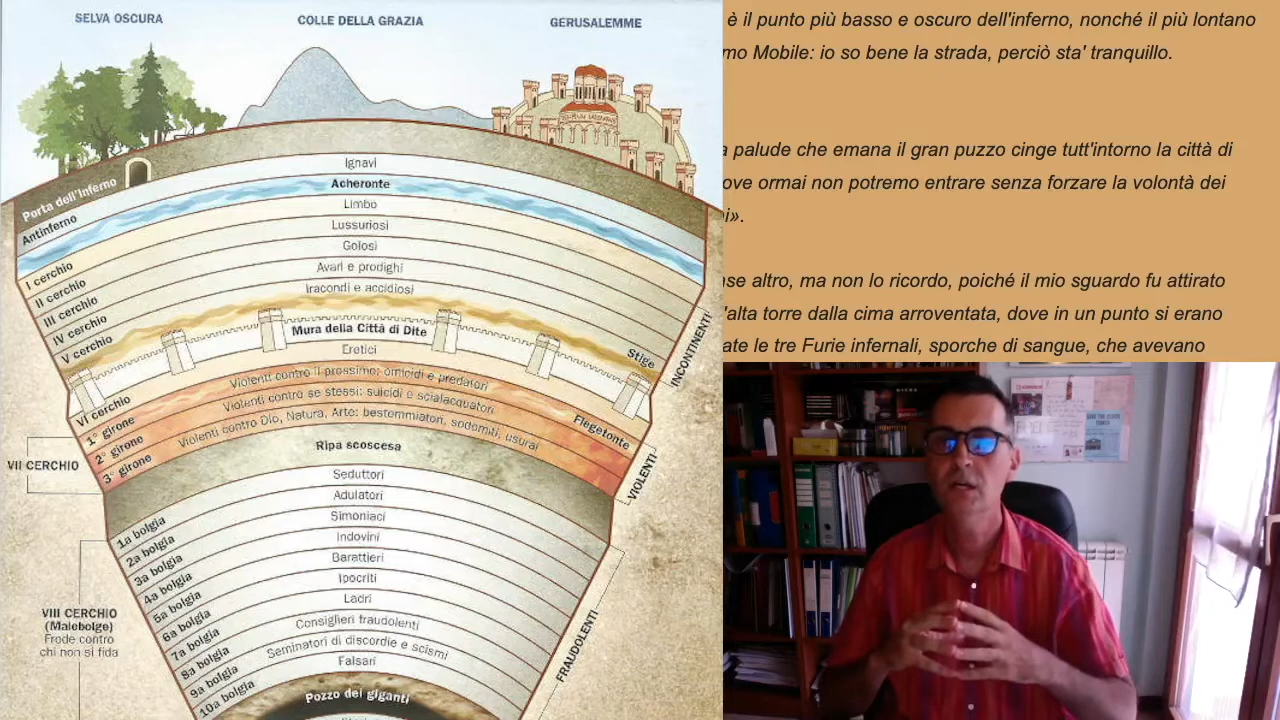 SELVA OSCURA
COLLE DELLA GRAZIA
GERUSALEMME
Porta dell'Inferno
Ignavi
Antinferno
Acheronte
Limbo
I cerchio
Lussuriosi
II cerchio
Golosi
III cerchio
Avari e prodighi
IV cerchio
Iracondi e accidiosi
V cerchio
Stige
INCONTINENTI
Mura della Città di Dite
Eretici
VI cerchio
Violenti contro il prossimo: omicidi e predatori
1° girone
Violenti contro se stessi: suicidi e scialacquatori
2° girone
Violenti contro Dio, Natura, Arte: bestemmiatori, sodomiti, usurai
3° girone
Flegetonte
VII CERCHIO
VIOLENTI
Ripa scoscesa
Seduttori
1a bolgia
Adulatori
2a bolgia
Simoniaci
3a bolgia
Indovini
4a bolgia
Barattieri
5a bolgia
Ipocriti
6a bolgia
Ladri
7a bolgia
Consiglieri fraudolenti
8a bolgia
Seminatori di discordie e scismi
9a bolgia
Falsari
10a bolgia
VIII CERCHIO
(Malebolge)
Frode contro
chi non si fida
FRAUDOLENTI
Pozzo dei giganti
è il punto più basso e oscuro dell'inferno, nonché il più lontano
mo Mobile: io so bene la strada, perciò sta' tranquillo.
a palude che emana il gran puzzo cinge tutt'intorno la città di
ove ormai non potremo entrare senza forzare la volontà dei
i».
se altro, ma non lo ricordo, poiché il mio sguardo fu attirato
'alta torre dalla cima arroventata, dove in un punto si erano
ate le tre Furie infernali, sporche di sangue, che avevano